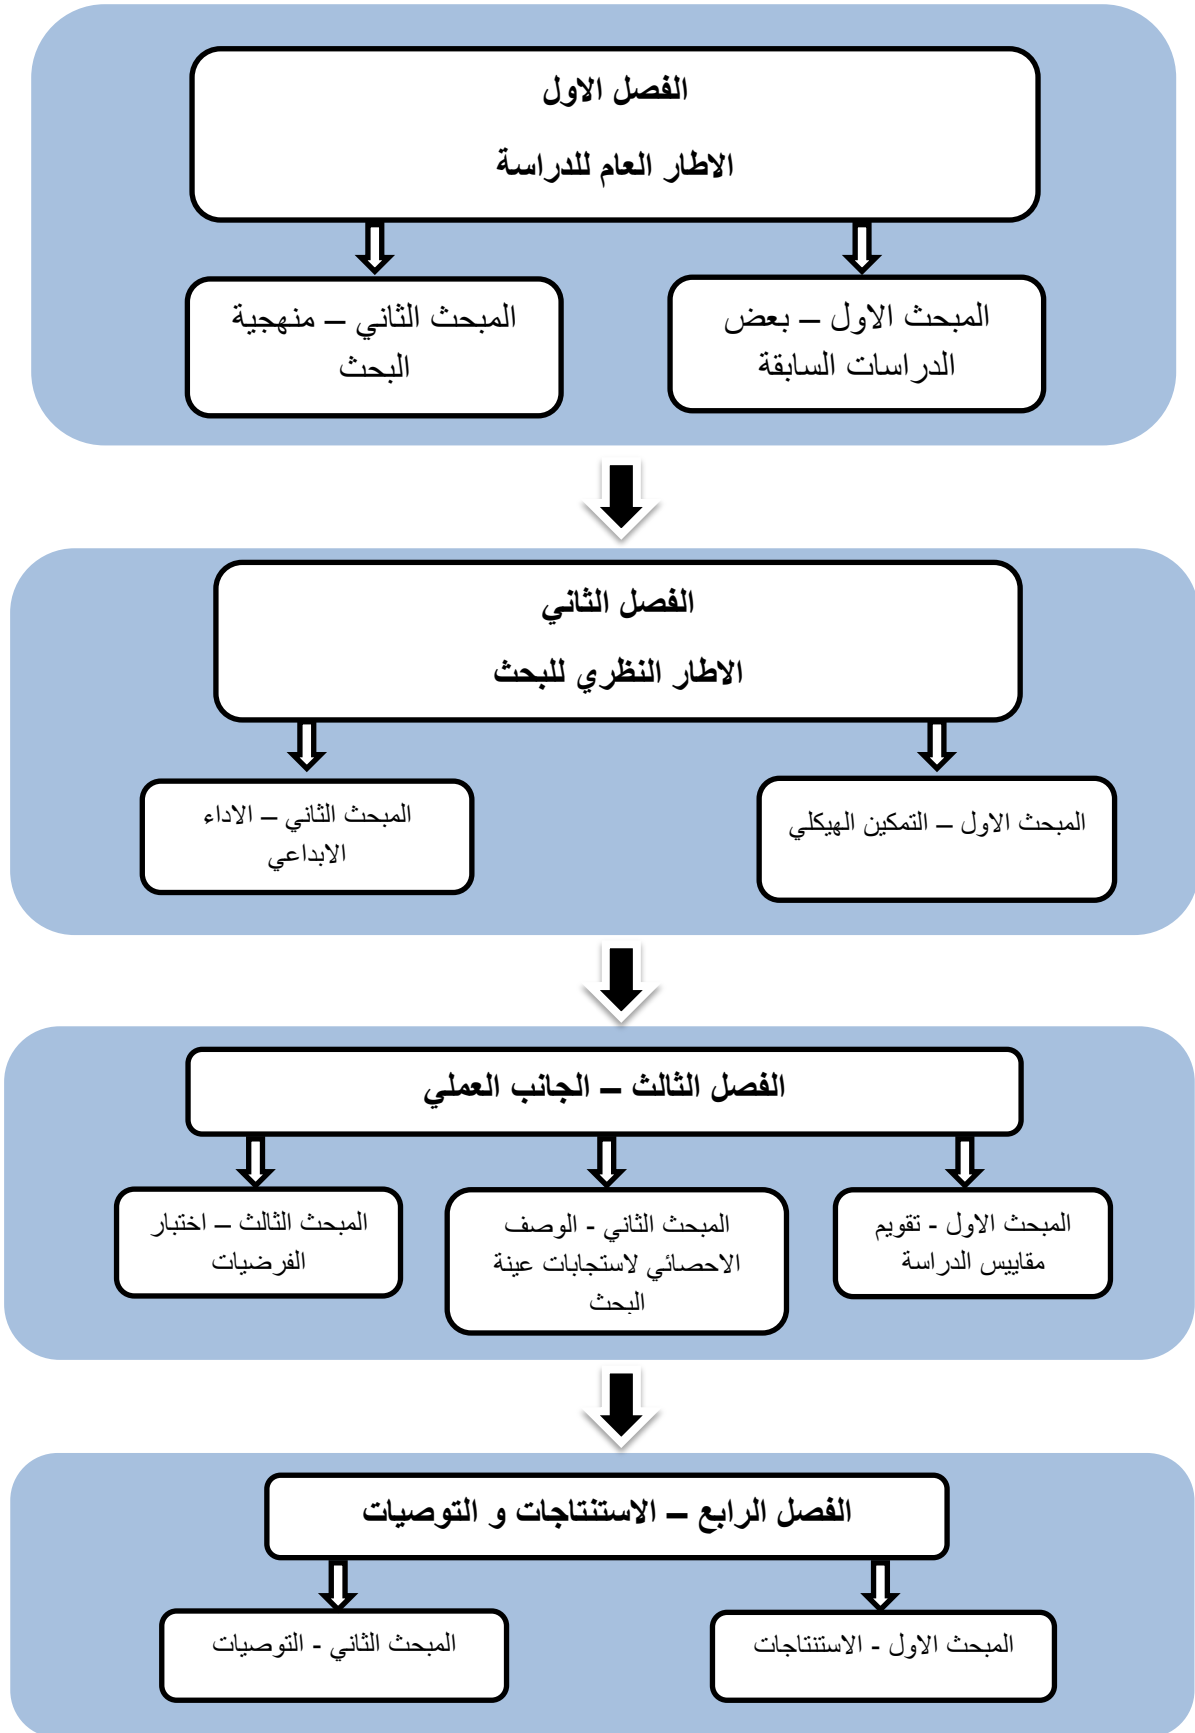 الفصل الاول
الاطار العام للدراسة
المبحث الاول – بعض
الدراسات السابقة
المبحث الثاني – منهجية
البحث
الفصل الثاني
الاطار النظري للبحث
المبحث الاول – التمكين الهيكلي
المبحث الثاني – الاداء
الابداعي
الفصل الثالث – الجانب العملي
المبحث الاول - تقويم
مقاييس الدراسة
المبحث الثاني - الوصف
الاحصائي لاستجابات عينة
البحث
المبحث الثالث – اختبار
الفرضيات
الفصل الرابع – الاستنتاجات و التوصيات
المبحث الاول - الاستنتاجات
المبحث الثاني - التوصيات